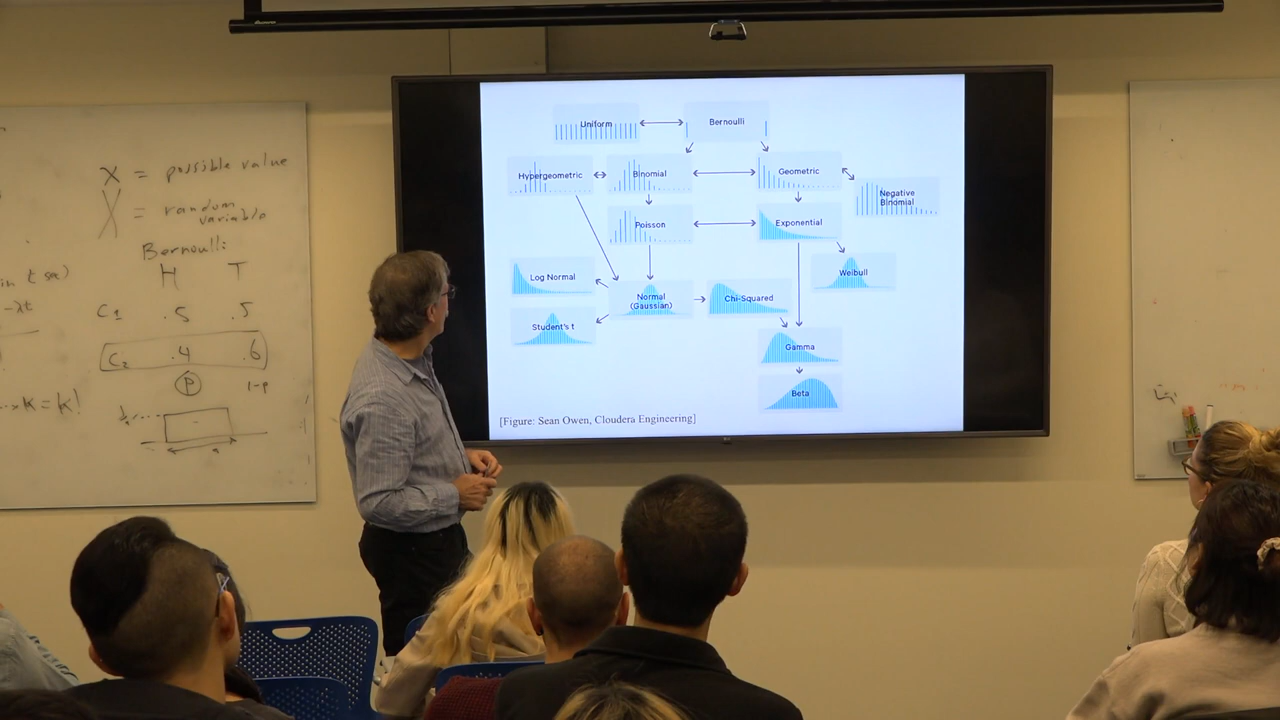 X = possible value
X = random
variable
Bernoulli:
H T
C1 .5 .5
C2 .4 .6
P 1-p
-λt
K = k!
Uniform
Bernoulli
Hypergeometric
Binomial
Geometric
Negative
Binomial
Poisson
Exponential
Log Normal
Normal
(Gaussian)
Chi-Squared
Weibull
Student's t
Gamma
Beta
[Figure: Sean Owen, Cloudera Engineering]